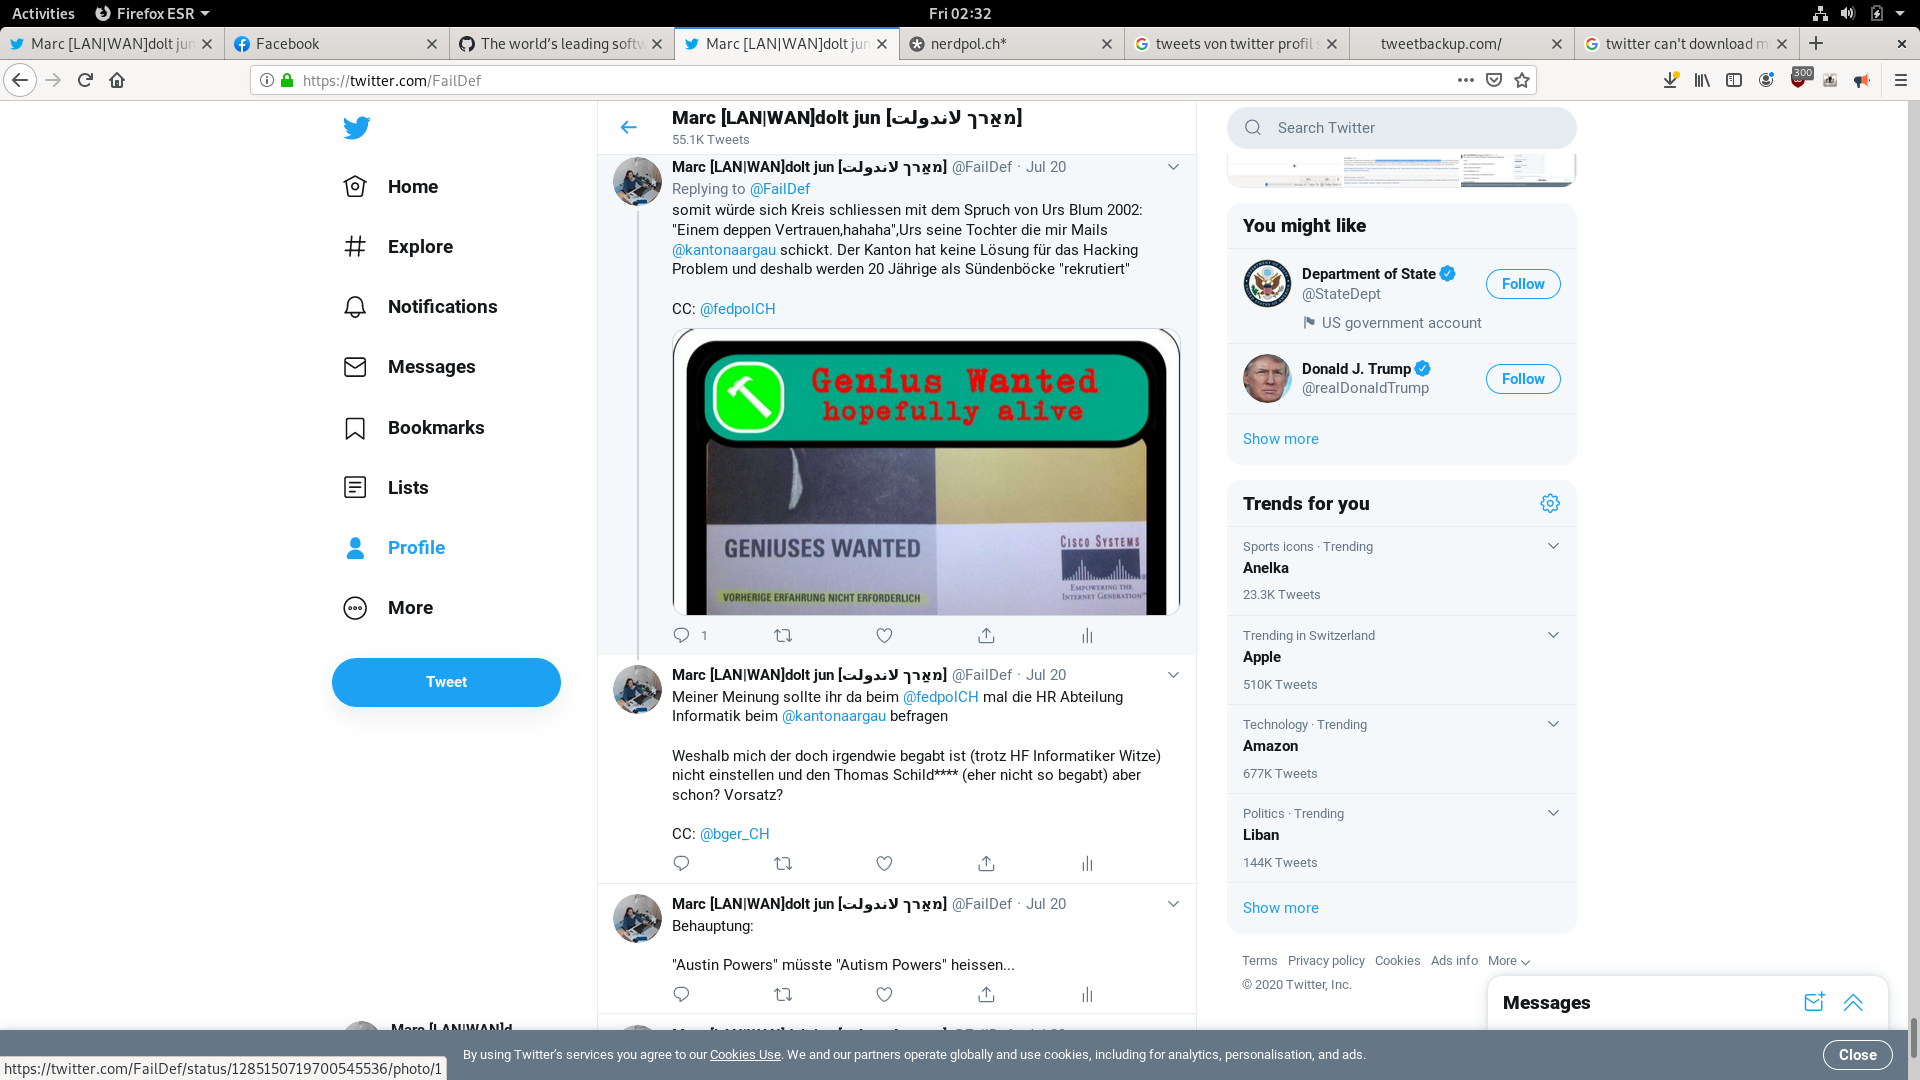 Activities
Firefox ESR
Fri 02:32
Marc [LAN|WAN]dolt jun
Facebook
The world's leading softw
Marc [LAN|WAN]dolt jun
nerdpol.ch*
tweets von twitter profil s
tweetbackup.com/
twitter can't download m
https://twitter.com/FailDef
300
Home
Explore
Notifications
Messages
Bookmarks
Lists
Profile
More
Tweet
Marc [LAN|WAN]dolt jun [מאַרך לאַנדולת]
55.1K Tweets
Marc [LAN|WAN]dolt jun @FailDef · Jul 20
Replying to @FailDef
somit würde sich Kreis schliessen mit dem Spruch von Urs Blum 2002:
"Einem deppen Vertrauen,hahaha",Urs seine Tochter die mir Mails
@kantonaargau schickt. Der Kanton hat keine Lösung für das Hacking
Problem und deshalb werden 20 Jährige als Sündenböcke "rekrutiert"
CC: @fedpolCH
Genius Wanted
hopefully alive
GENIUSES WANTED
VORHERIGE ERFAHRUNG NICHT ERFORDERLICH
CISCO SYSTEMS
EMPOWERING THE
INTERNET GENERATION
1
Marc [LAN|WAN]dolt jun @FailDef · Jul 20
Meiner Meinung sollte ihr da beim @fedpolCH mal die HR Abteilung
Informatik beim @kantonaargau befragen
Weshalb mich der doch irgendwie begabt ist (trotz HF Informatiker Witze)
nicht einstellen und den Thomas Schild**** (eher nicht so begabt) aber
schon? Vorsatz?
CC: @bger_CH
Marc [LAN|WAN]dolt jun @FailDef · Jul 20
Behauptung:
"Austin Powers" müsste "Autism Powers" heissen...
Marc [LAN|WAN]d
Search Twitter
You might like
Department of State
@StateDept
US government account
Follow
Donald J. Trump
@realDonaldTrump
Follow
Show more
Trends for you
Sports icons · Trending
Anelka
23.3K Tweets
Trending in Switzerland
Apple
510K Tweets
Technology · Trending
Amazon
677K Tweets
Politics · Trending
Liban
144K Tweets
Show more
Terms Privacy policy Cookies Ads info More
© 2020 Twitter, Inc.
Messages
By using Twitter's services you agree to our Cookies Use. We and our partners operate globally and use cookies, including for analytics, personalisation, and ads.
Close
https://twitter.com/FailDef/status/1285150719700545536/photo/1